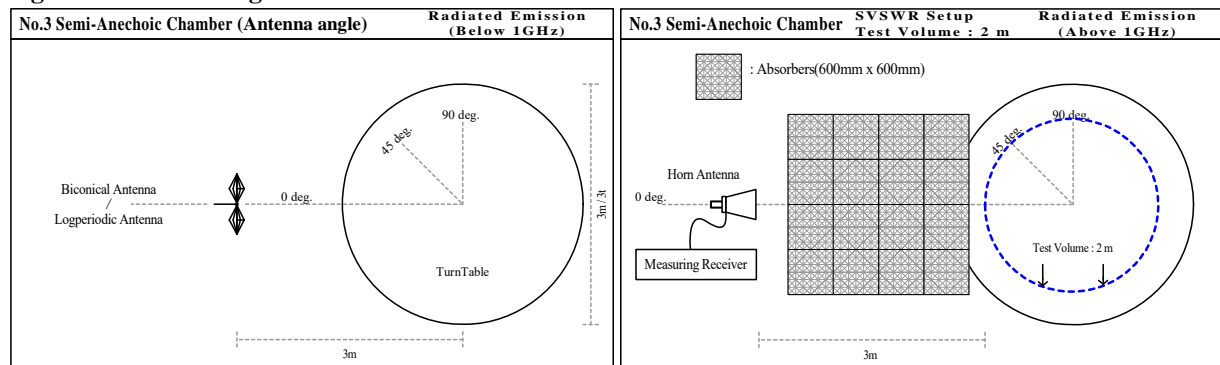 No.3 Semi-Anechoic Chamber (Antenna angle)
Radiated Emission
(Below 1GHz)
90 deg.
45 deg.
Biconical Antenna
/
Logperiodic Antenna
0 deg.
3m / 3t
TurnTable
3m
No.3 Semi-Anechoic Chamber
SVSWR Setup
Test Volume : 2 m
Radiated Emission
(Above 1GHz)
: Absorbers(600mm x 600mm)
90 deg.
45 deg.
Horn Antenna
0 deg.
Measuring Receiver
Test Volume : 2 m
3m